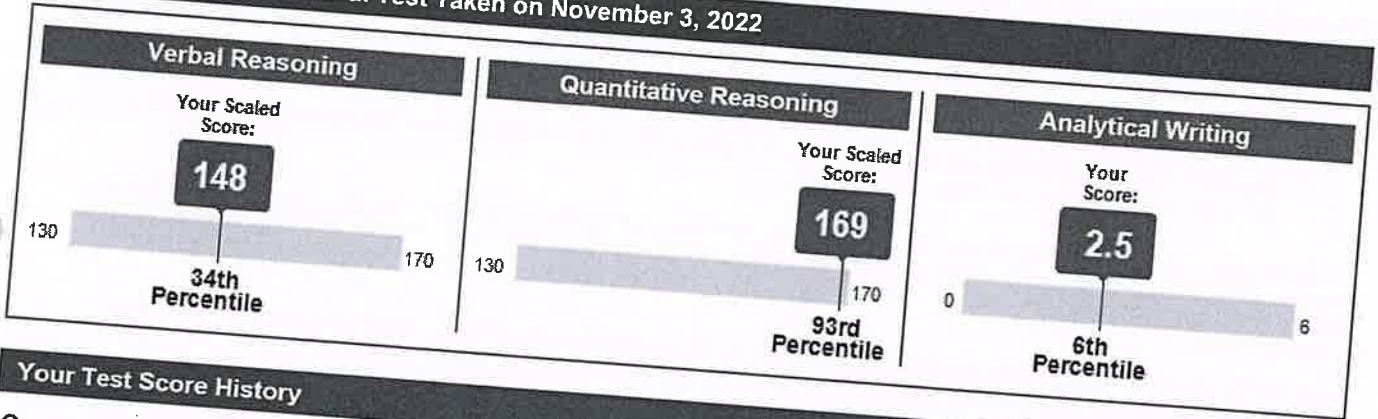 Test Taken on November 3, 2022
Verbal Reasoning
Your Scaled
Score:
148
130
170
34th
Percentile
Quantitative Reasoning
Your Scaled
Score:
169
130
170
93rd
Percentile
Analytical Writing
Your
Score:
2.5
0
6
6th
Percentile
Your Test Score History